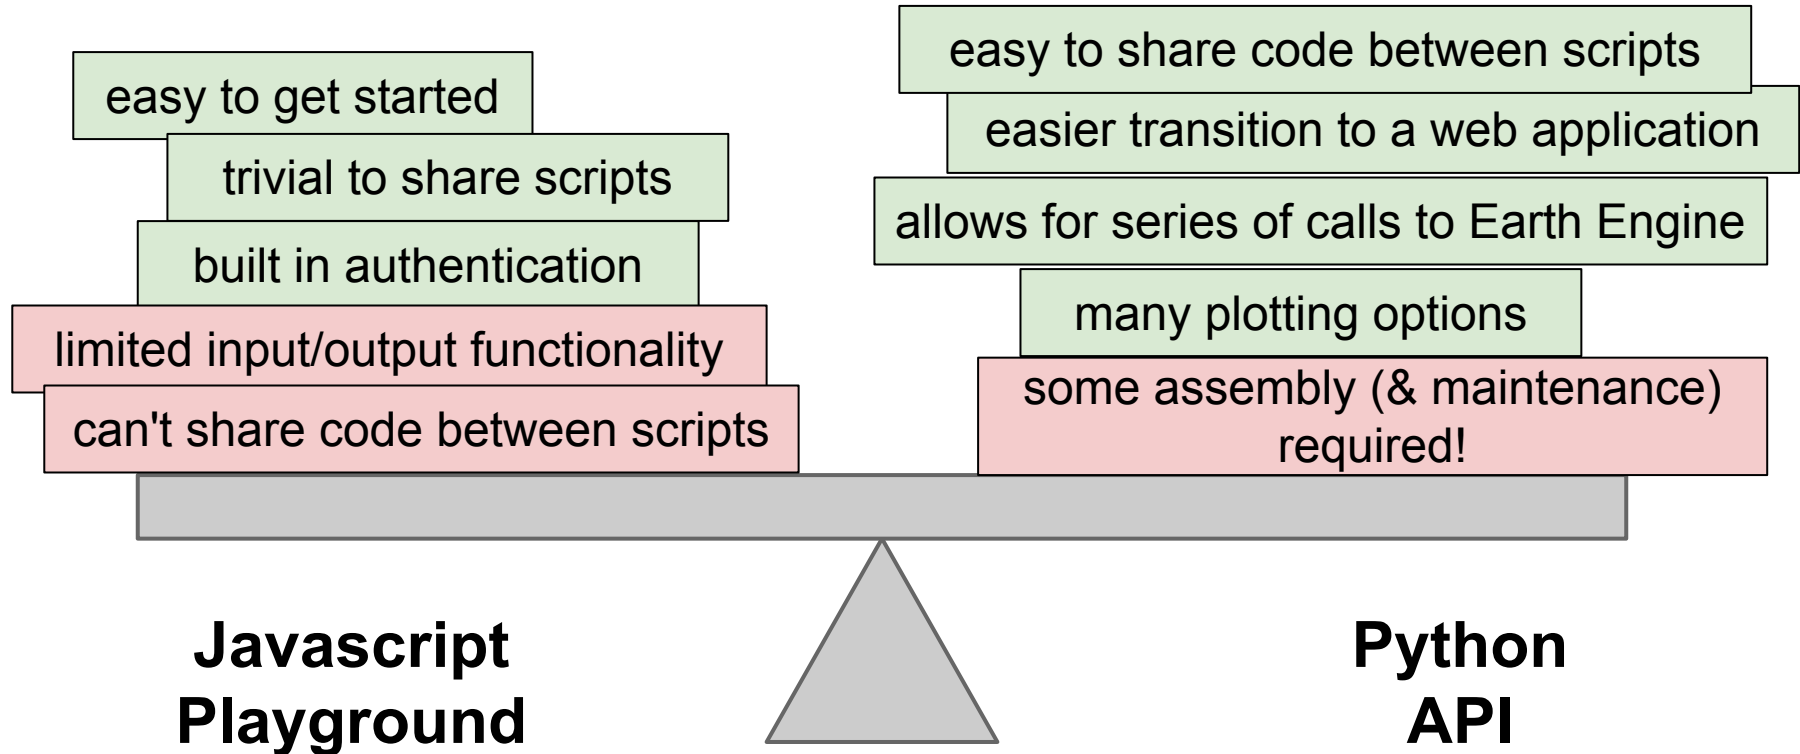 easy to get started
trivial to share scripts
built in authentication
limited input/output functionality
can't share code between scripts
easy to share code between scripts
easier transition to a web application
allows for series of calls to Earth Engine
many plotting options
some assembly (& maintenance)
required!
Javascript
Playground
Python
API